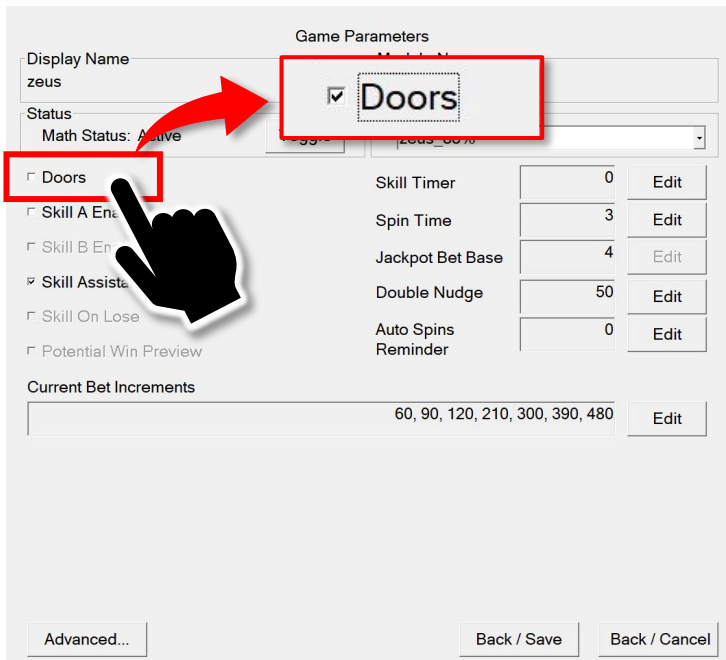 Game Parameters
Display Name
zeus
Doors
Status
Math Status: Active
Doors
Skill A
Skill B
Skill Assista
Skill On Lose
Potential Win Preview
Skill Timer 0 Edit
Spin Time 3 Edit
Jackpot Bet Base 4 Edit
Double Nudge 50 Edit
Auto Spins
Reminder 0 Edit
Current Bet Increments
60, 90, 120, 210, 300, 390, 480 Edit
Advanced... Back / Save Back / Cancel